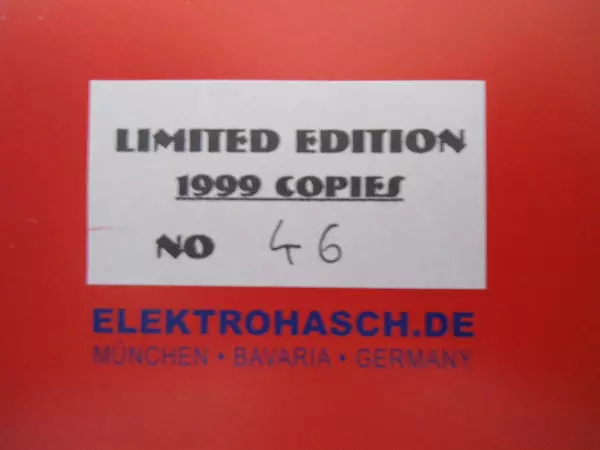 LIMITED EDITION
1999 COPIES
NO 46
ELEKTROHASCH.DE
MÜNCHEN • BAVARIA • GERMANY